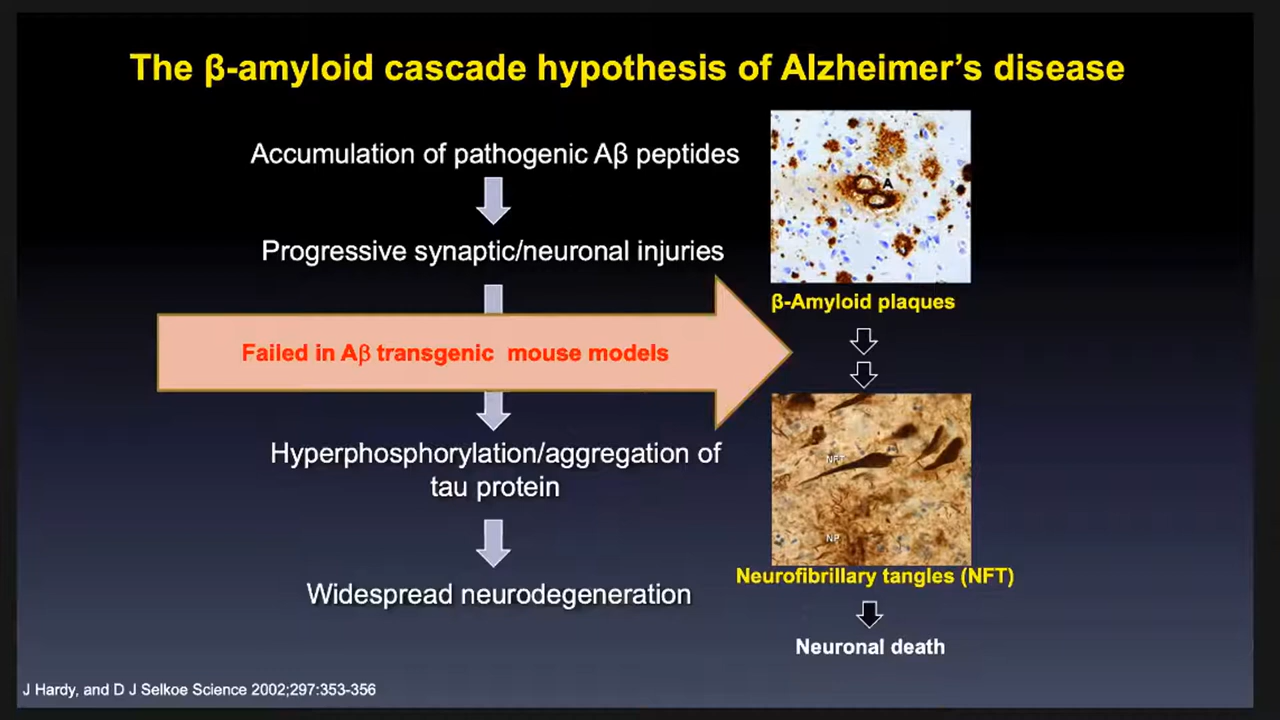 The β-amyloid cascade hypothesis of Alzheimer's disease
Accumulation of pathogenic Aβ peptides
Progressive synaptic/neuronal injuries
Failed in Aβ transgenic mouse models
Hyperphosphorylation/aggregation of
tau protein
Widespread neurodegeneration
A
β-Amyloid plaques
NFT
NP
Neurofibrillary tangles (NFT)
Neuronal death
J Hardy, and D J Selkoe Science 2002;297:353-356